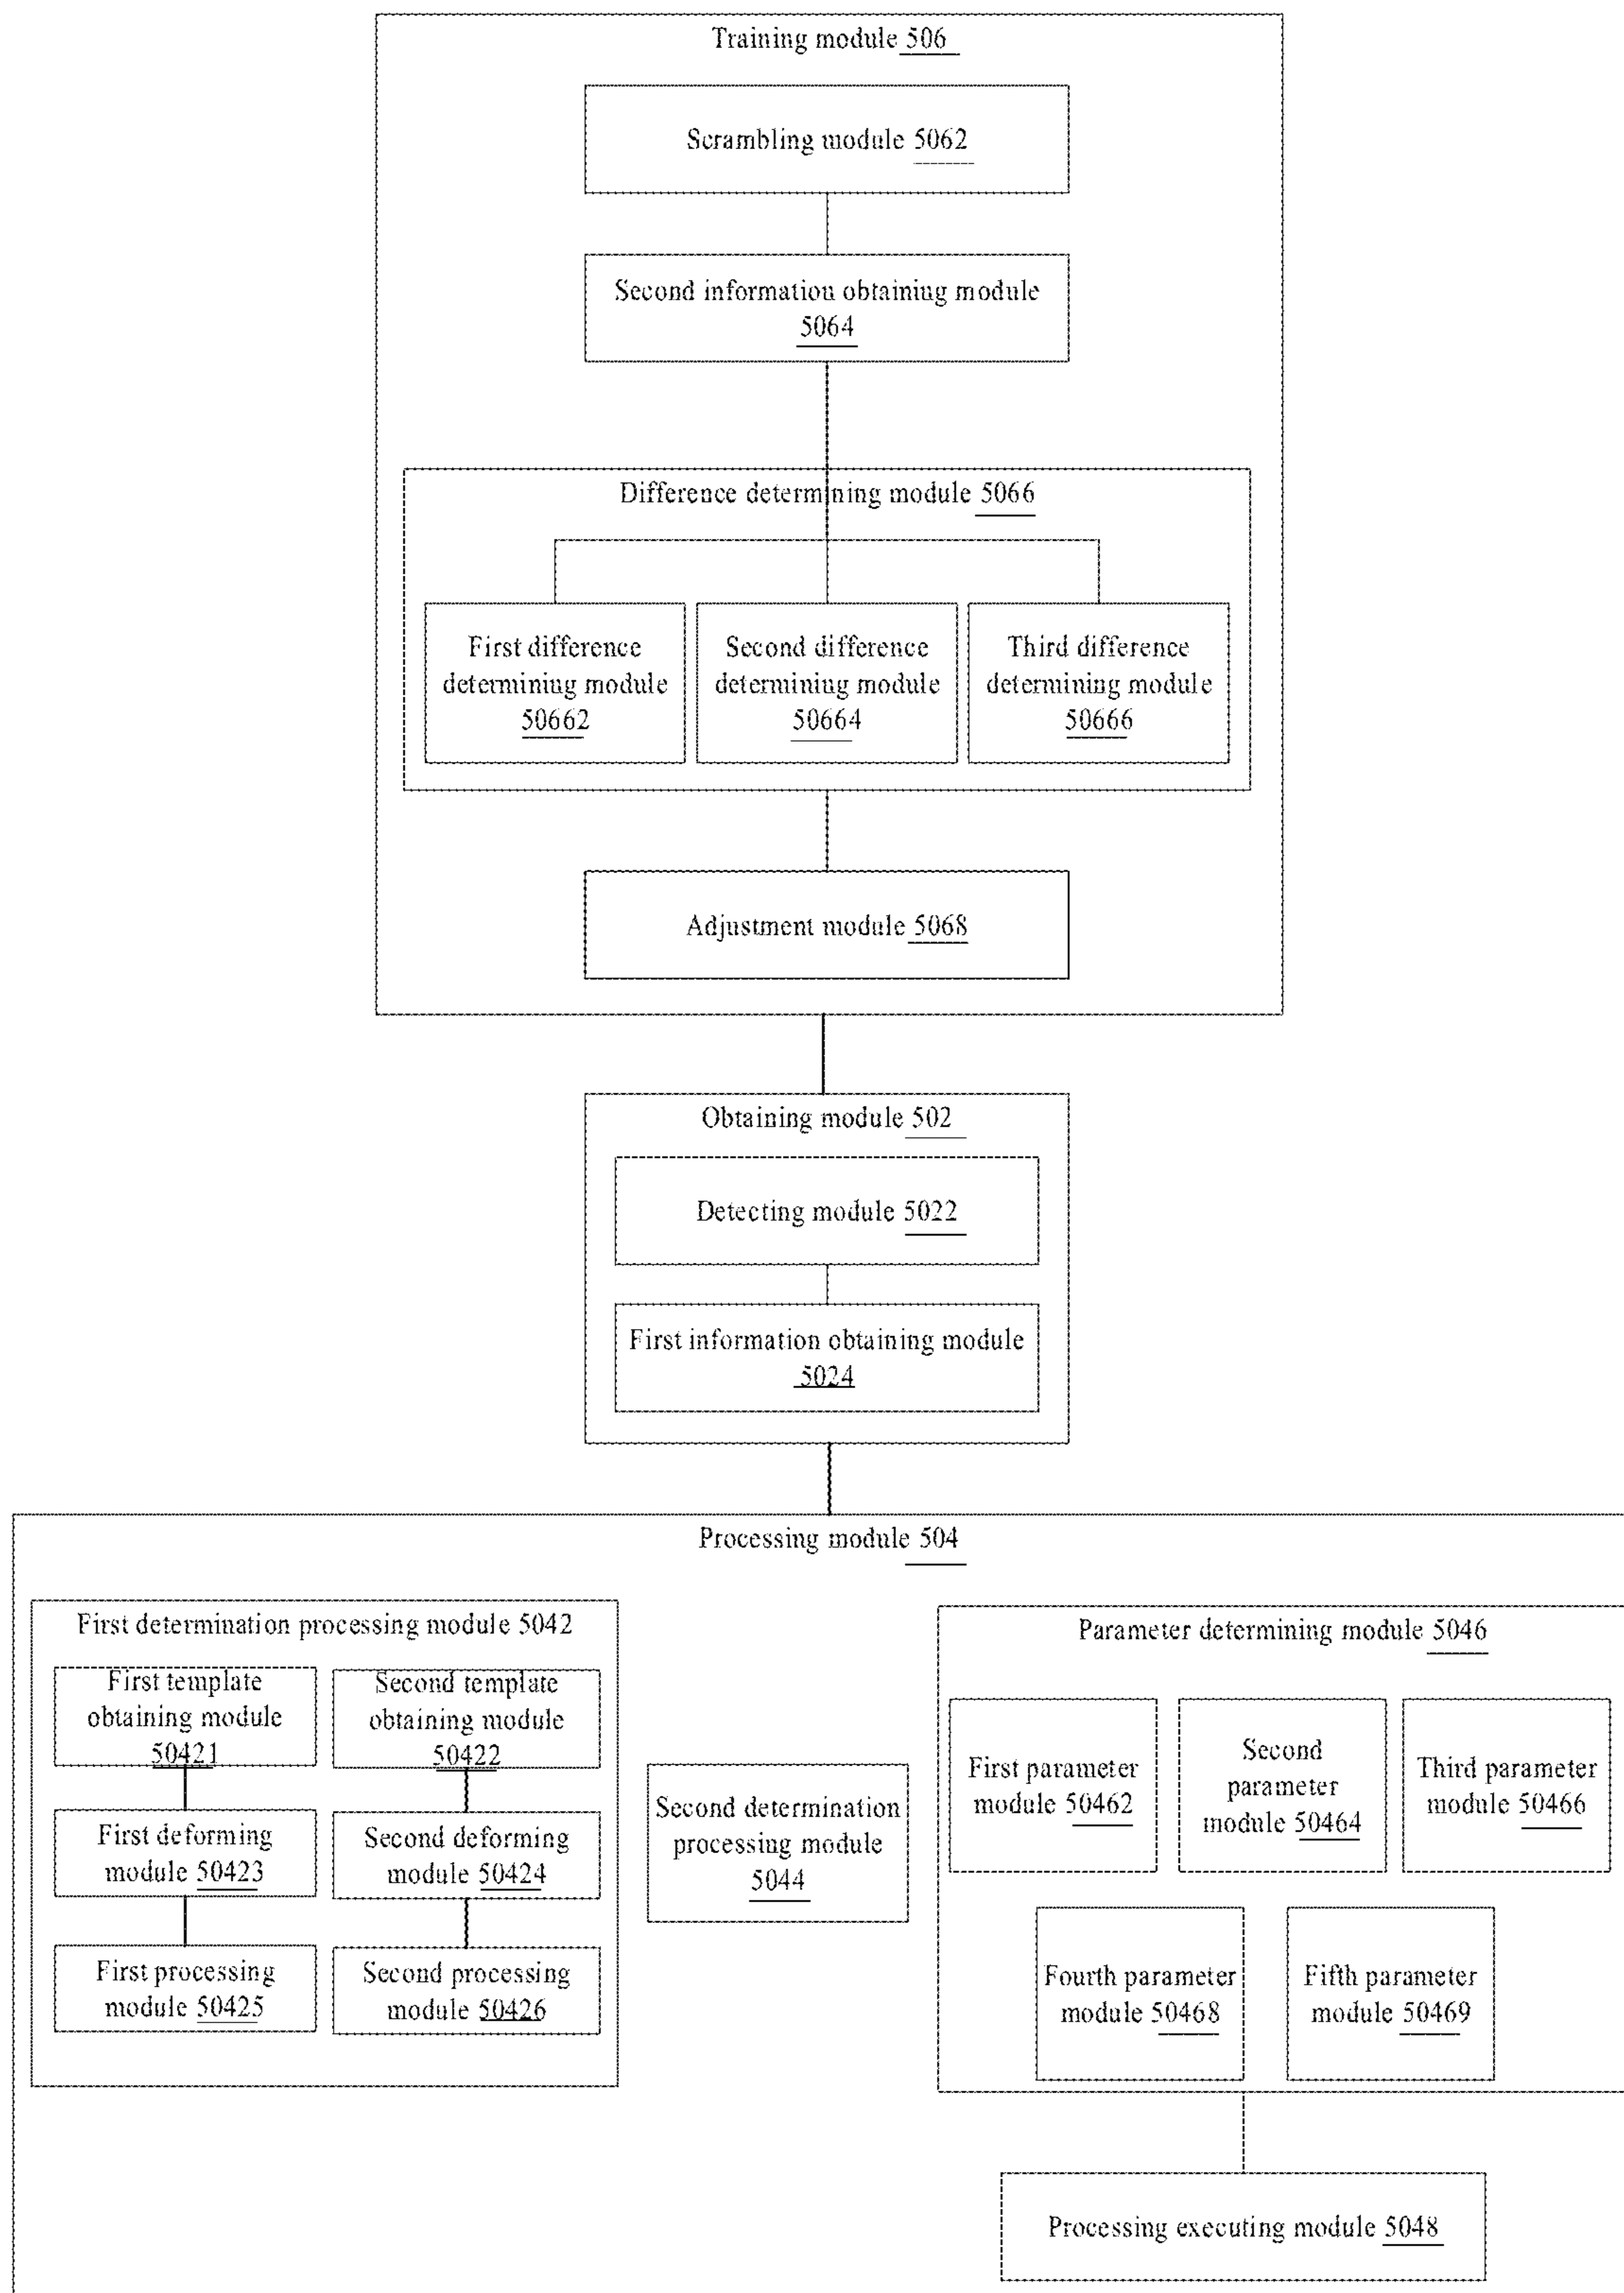 Training module 506
Scrambling module 5062
Second information obtaining module
5064
Difference determining module 5066
First difference
determining module
50662
Second difference
determining module
50664
Third difference
determining module
50666
Adjustment module 5068
Obtaining module 502
Detecting module 5022
First information obtaining module
5024
Processing module 504
First determination processing module 5042
First template
obtaining module
50421
Second template
obtaining module
50422
First deforming
module 50423
Second deforming
module 50424
First processing
module 50425
Second processing
module 50426
Second determination
processing module
5044
Parameter determining module 5046
First parameter
module 50462
Second
parameter
module 50464
Third parameter
module 50466
Fourth parameter
module 50468
Fifth parameter
module 50469
Processing executing module 5048